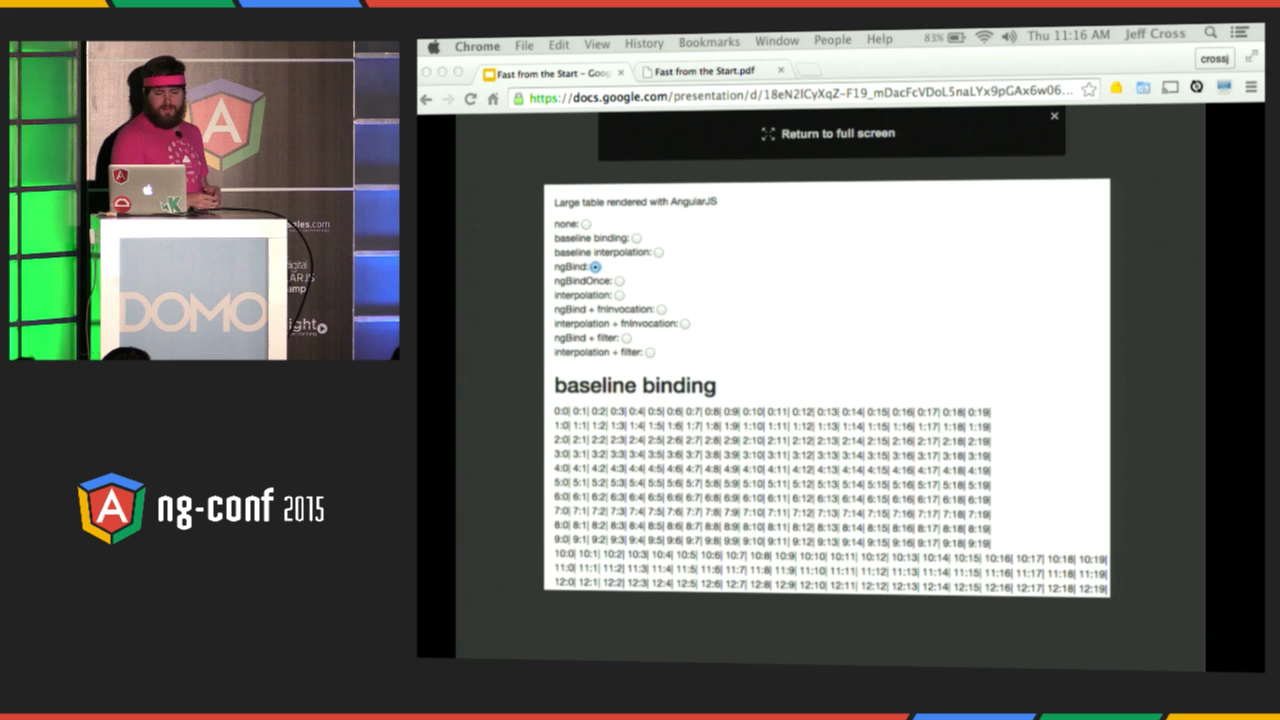 Chrome File Edit View History Bookmarks Window People Help 83% Thu 11:16 AM Jeff Cross
Fast from the Start – Goog × Fast from the Start.pdf × crossj
https://docs.google.com/presentation/d/18eN2ICyXqZ-F19_mDacFcVDoL5naLYx9pGAx6w06...
Return to full screen ×
Large table rendered with AngularJS
none:
baseline binding:
baseline interpolation:
ngBind:
ngBindOnce:
interpolation:
ngBind + fnInvocation:
interpolation + fnInvocation:
ngBind + filter:
interpolation + filter:
baseline binding
0:0| 0:1| 0:2| 0:3| 0:4| 0:5| 0:6| 0:7| 0:8| 0:9| 0:10| 0:11| 0:12| 0:13| 0:14| 0:15| 0:16| 0:17| 0:18| 0:19|
1:0| 1:1| 1:2| 1:3| 1:4| 1:5| 1:6| 1:7| 1:8| 1:9| 1:10| 1:11| 1:12| 1:13| 1:14| 1:15| 1:16| 1:17| 1:18| 1:19|
2:0| 2:1| 2:2| 2:3| 2:4| 2:5| 2:6| 2:7| 2:8| 2:9| 2:10| 2:11| 2:12| 2:13| 2:14| 2:15| 2:16| 2:17| 2:18| 2:19|
3:0| 3:1| 3:2| 3:3| 3:4| 3:5| 3:6| 3:7| 3:8| 3:9| 3:10| 3:11| 3:12| 3:13| 3:14| 3:15| 3:16| 3:17| 3:18| 3:19|
4:0| 4:1| 4:2| 4:3| 4:4| 4:5| 4:6| 4:7| 4:8| 4:9| 4:10| 4:11| 4:12| 4:13| 4:14| 4:15| 4:16| 4:17| 4:18| 4:19|
5:0| 5:1| 5:2| 5:3| 5:4| 5:5| 5:6| 5:7| 5:8| 5:9| 5:10| 5:11| 5:12| 5:13| 5:14| 5:15| 5:16| 5:17| 5:18| 5:19|
6:0| 6:1| 6:2| 6:3| 6:4| 6:5| 6:6| 6:7| 6:8| 6:9| 6:10| 6:11| 6:12| 6:13| 6:14| 6:15| 6:16| 6:17| 6:18| 6:19|
7:0| 7:1| 7:2| 7:3| 7:4| 7:5| 7:6| 7:7| 7:8| 7:9| 7:10| 7:11| 7:12| 7:13| 7:14| 7:15| 7:16| 7:17| 7:18| 7:19|
8:0| 8:1| 8:2| 8:3| 8:4| 8:5| 8:6| 8:7| 8:8| 8:9| 8:10| 8:11| 8:12| 8:13| 8:14| 8:15| 8:16| 8:17| 8:18| 8:19|
9:0| 9:1| 9:2| 9:3| 9:4| 9:5| 9:6| 9:7| 9:8| 9:9| 9:10| 9:11| 9:12| 9:13| 9:14| 9:15| 9:16| 9:17| 9:18| 9:19|
10:0| 10:1| 10:2| 10:3| 10:4| 10:5| 10:6| 10:7| 10:8| 10:9| 10:10| 10:11| 10:12| 10:13| 10:14| 10:15| 10:16| 10:17| 10:18| 10:19|
11:0| 11:1| 11:2| 11:3| 11:4| 11:5| 11:6| 11:7| 11:8| 11:9| 11:10| 11:11| 11:12| 11:13| 11:14| 11:15| 11:16| 11:17| 11:18| 11:19|
12:0| 12:1| 12:2| 12:3| 12:4| 12:5| 12:6| 12:7| 12:8| 12:9| 12:10| 12:11| 12:12| 12:13| 12:14| 12:15| 12:16| 12:17| 12:18| 12:19|
A
DOMO
ales.com
digital
ARJS
amp
ight
A ng-conf 2015